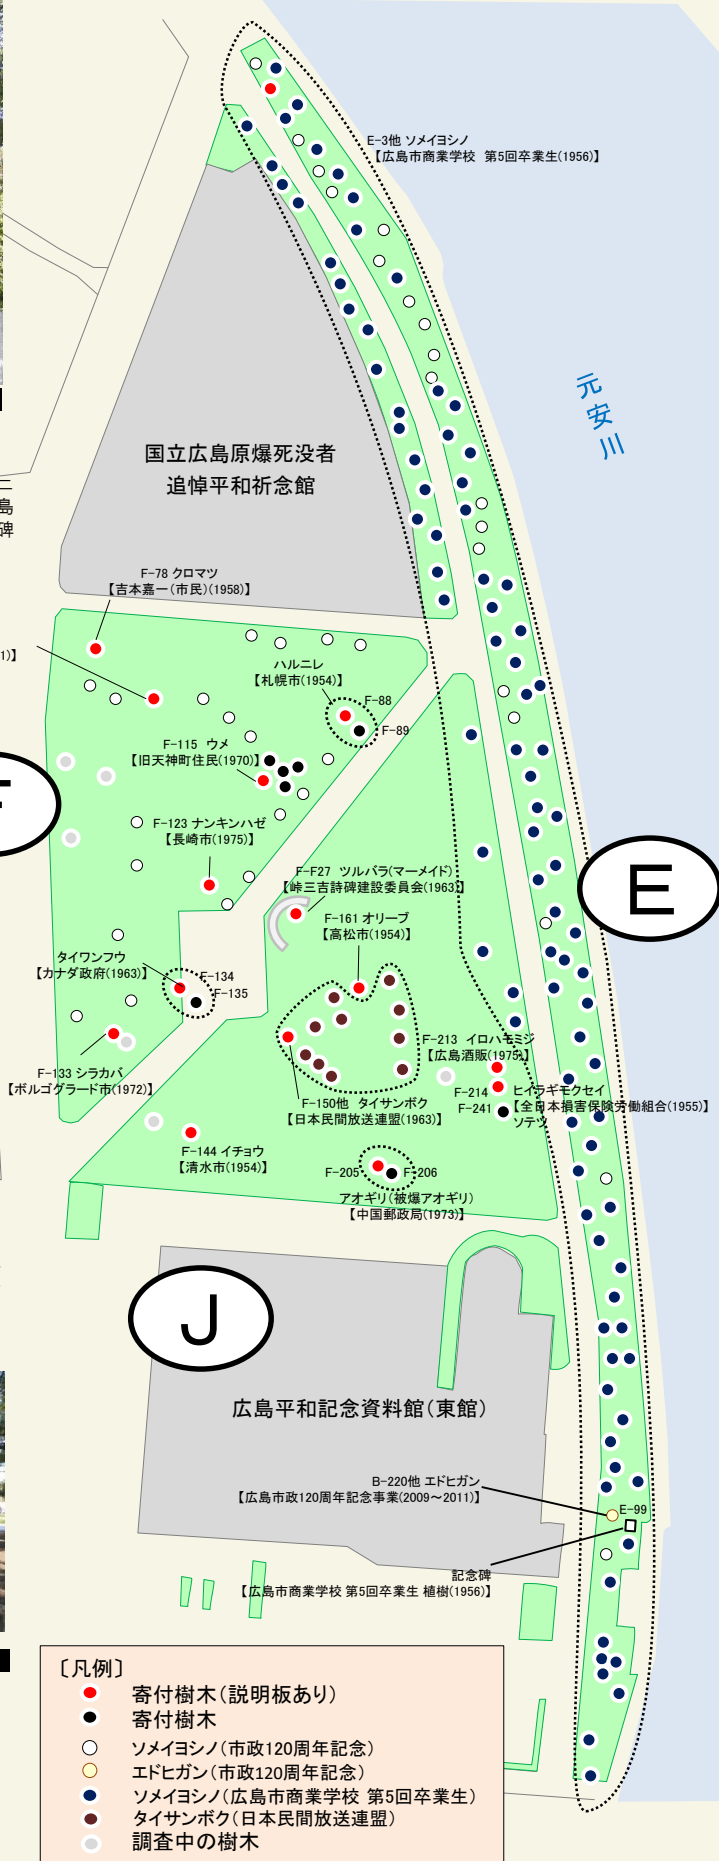 E-3他 ソメイヨシノ
【広島市商業学校 第5回卒業生(1956)】
元安川
国立広島原爆死没者
追悼平和祈念館
島
碑
F-78 クロマツ
【吉本嘉一(市民)(1958)】
1)】
ハルニレ
【札幌市(1954)】
F-88
F-89
F-115 ウメ
【旧天神町住民(1970)】
F-123 ナンキンハゼ
【長崎市(1975)】
F-F27 ツルバラ(マーメイド)
【峠三吉詩碑建設委員会(1963)】
E
F-161 オリーブ
【高松市(1954)】
タイワンフウ
【カナダ政府(1963)】
F-134
F-135
F-213 イロハモミジ
【広島酒販(1975)】
F-133 シラカバ
【ボルゴグラード市(1972)】
F-214
ヒイラギモクセイ
【全日本損害保険労働組合(1955)】
F-241
ソテツ
F-150他 タイサンボク
【日本民間放送連盟(1963)】
F-144 イチョウ
【清水市(1954)】
F-205
F-206
アオギリ(被爆アオギリ)
【中国郵政局(1973)】
J
広島平和記念資料館(東館)
B-220他 エドヒガン
【広島市政120周年記念事業(2009～2011)】
E-99
記念碑
【広島市商業学校 第5回卒業生 植樹(1956)】
〔凡例〕
寄付樹木(説明板あり)
寄付樹木
ソメイヨシノ(市政120周年記念)
エドヒガン(市政120周年記念)
ソメイヨシノ(広島市商業学校 第5回卒業生)
タイサンボク(日本民間放送連盟)
調査中の樹木